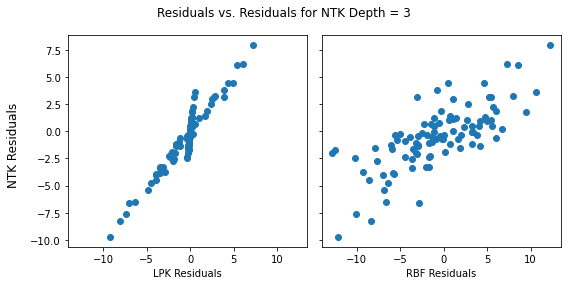 Residuals vs. Residuals for NTK Depth = 3
NTK Residuals
7.5
5.0
2.5
0.0
−2.5
−5.0
−7.5
−10.0
−10 −5 0 5 10
LPK Residuals
−10 −5 0 5 10
RBF Residuals